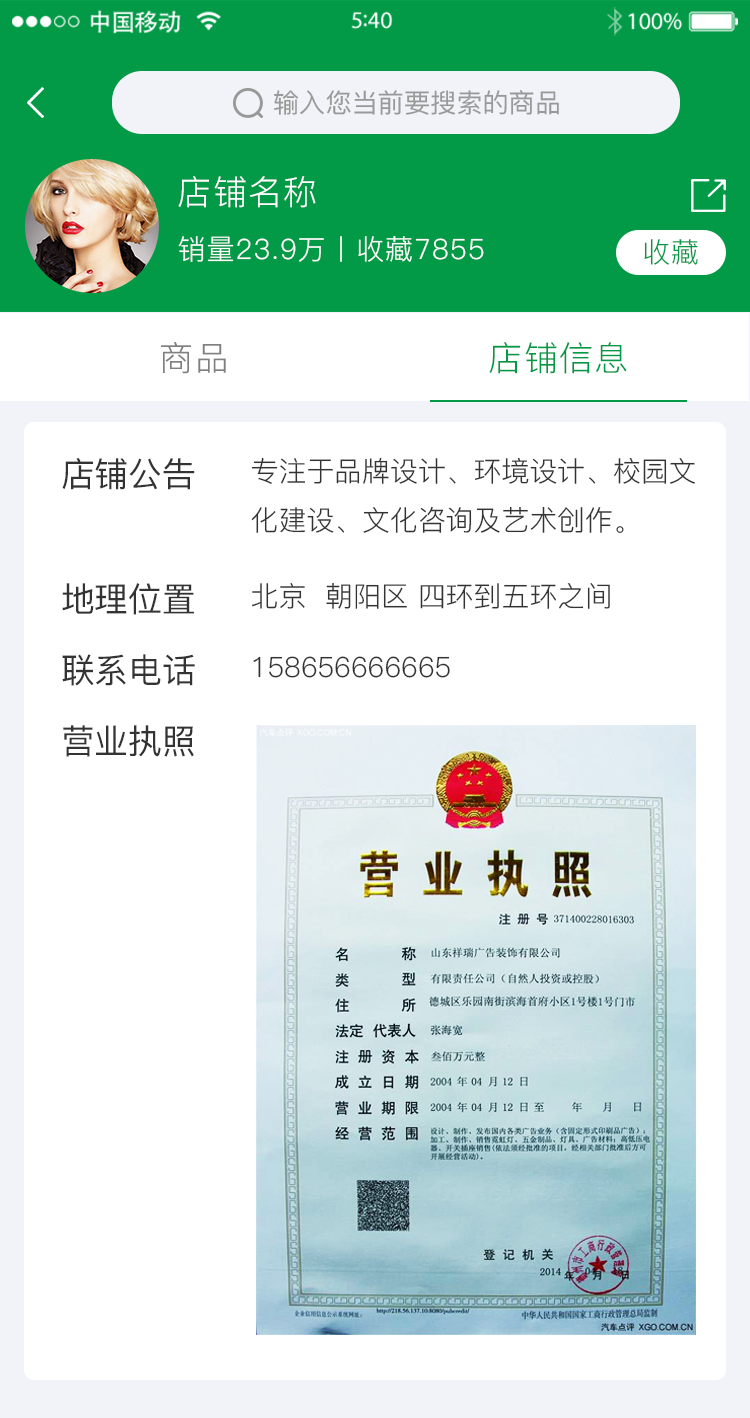 中国移动 5:40 100%
输入您当前要搜索的商品
店铺名称
销量23.9万丨收藏7855
收藏
商品 店铺信息
店铺公告 专注于品牌设计、环境设计、校园文
化建设、文化咨询及艺术创作。
地理位置 北京 朝阳区 四环到五环之间
联系电话 158656666665
营业执照
汽车点评 XGO.COM.CN
营业执照
注册号 371400228016303
名称 山东祥瑞广告装饰有限公司
类型 有限责任公司（自然人投资或控股）
住所 德城区乐园南街滨海首府小区1号楼1号门市
法定代表人 张海宽
注册资本 叁佰万元整
成立日期 2004 年 04 月 12 日
营业期限 2004 年 04 月 12 日 至 年 月 日
经营范围 设计、制作、发布国内各类广告业务（含固定形式印刷品广告）；
加工、制作、销售霓虹灯、五金制品、灯具、广告材料；高低压电
器、开关插座销售(依法须经批准的项目，经相关部门批准后方可
开展经营活动)。
登记机关
2014 年 月 日
企业信用信息公示系统网址： http://218.56.137.10:8080/pubcredit/ 中华人民共和国国家工商行政管理总局监制
汽车点评 XGO.COM.CN